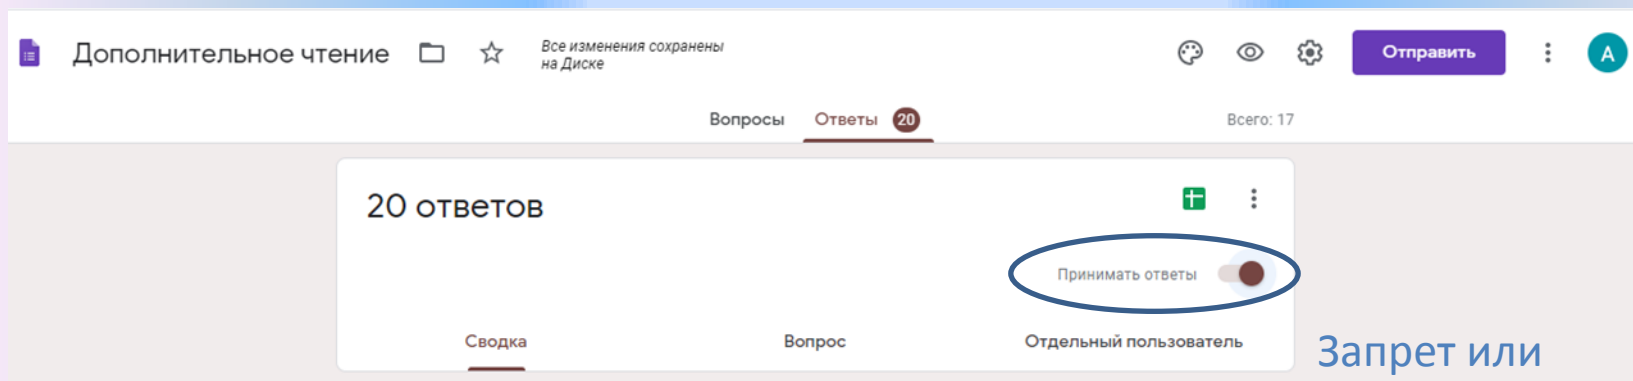 Дополнительное чтение
Все изменения сохранены
на Диске
Отправить
А
Вопросы Ответы 20
Всего: 17
20 ответов
Принимать ответы
Сводка Вопрос Отдельный пользователь
Запрет или